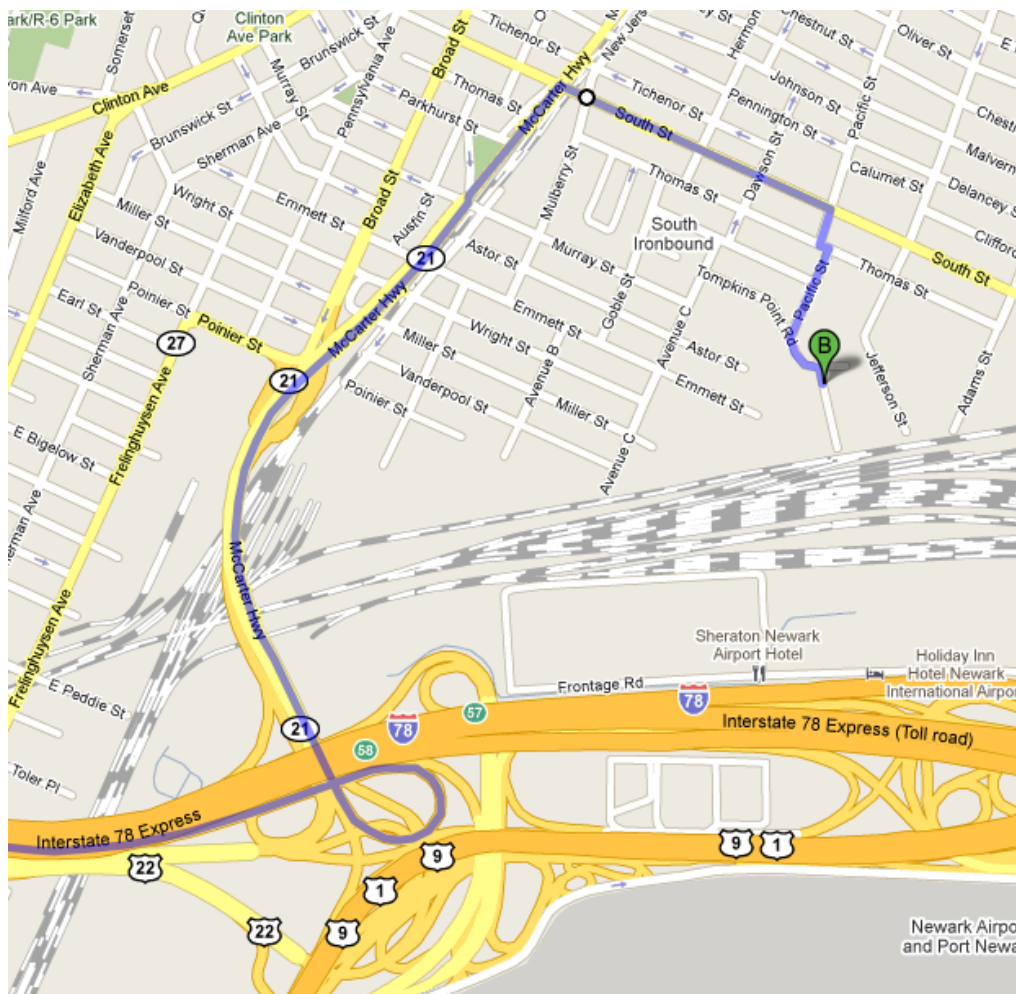 ark/R-6 Park
Clinton
Ave Park
Tichenor St
Chestnut St
Oliver St
Somerset
Brunswick St
Murray St
Pennsylvania Ave
Broad St
New Jers
Johnson St
Pacific St
Clinton Ave
Thomas St
McCarter Hwy
Tichenor St
Parkhurst St
Pennington St
Chestn
Brunswick St
Sherman Ave
South St
Malvern
Milford Ave
Elizabeth Ave
Wright St
Emmett St
Austin St
Broad St
Mulberry St
Thomas St
Dawson St
Calumet St
Delancey St
Miller St
Vanderpool St
21
Astor St
Murray St
South
Ironbound
South St
Clifford
Earl St
Poinier St
Poinier St
McCarter Hwy
Emmett St
Goble St
Tompkins Point Rd
Pacific St
Thomas St
27
Sherman Ave
Miller St
Wright St
Avenue B
Avenue C
Astor St
B
Jefferson St
Adams St
21
Vanderpool St
Poinier St
Miller St
Emmett St
E Bigelow St
Frelinghuysen Ave
Avenue C
herman Ave
McCarter Hwy
Frelinghuysen Ave
Sheraton Newark
Airport Hotel
E Peddie St
Frontage Rd
Holiday Inn
Hotel Newark
International Airpor
21
78
57
78
58
Interstate 78 Express (Toll road)
Toler Pl
Interstate 78 Express
22
9
9
1
1
22
9
Newark Airpo
and Port Newa